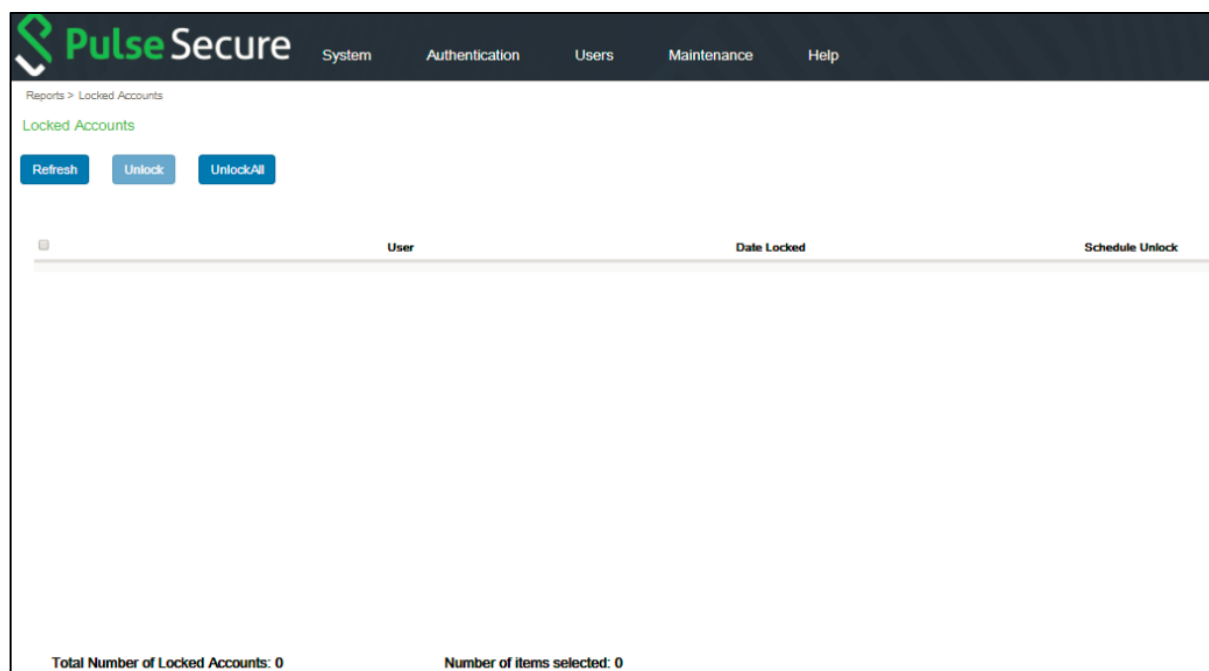 Pulse Secure System Authentication Users Maintenance Help
Reports > Locked Accounts
Locked Accounts
Refresh Unlock UnlockAll
User Date Locked Schedule Unlock
Total Number of Locked Accounts: 0 Number of items selected: 0